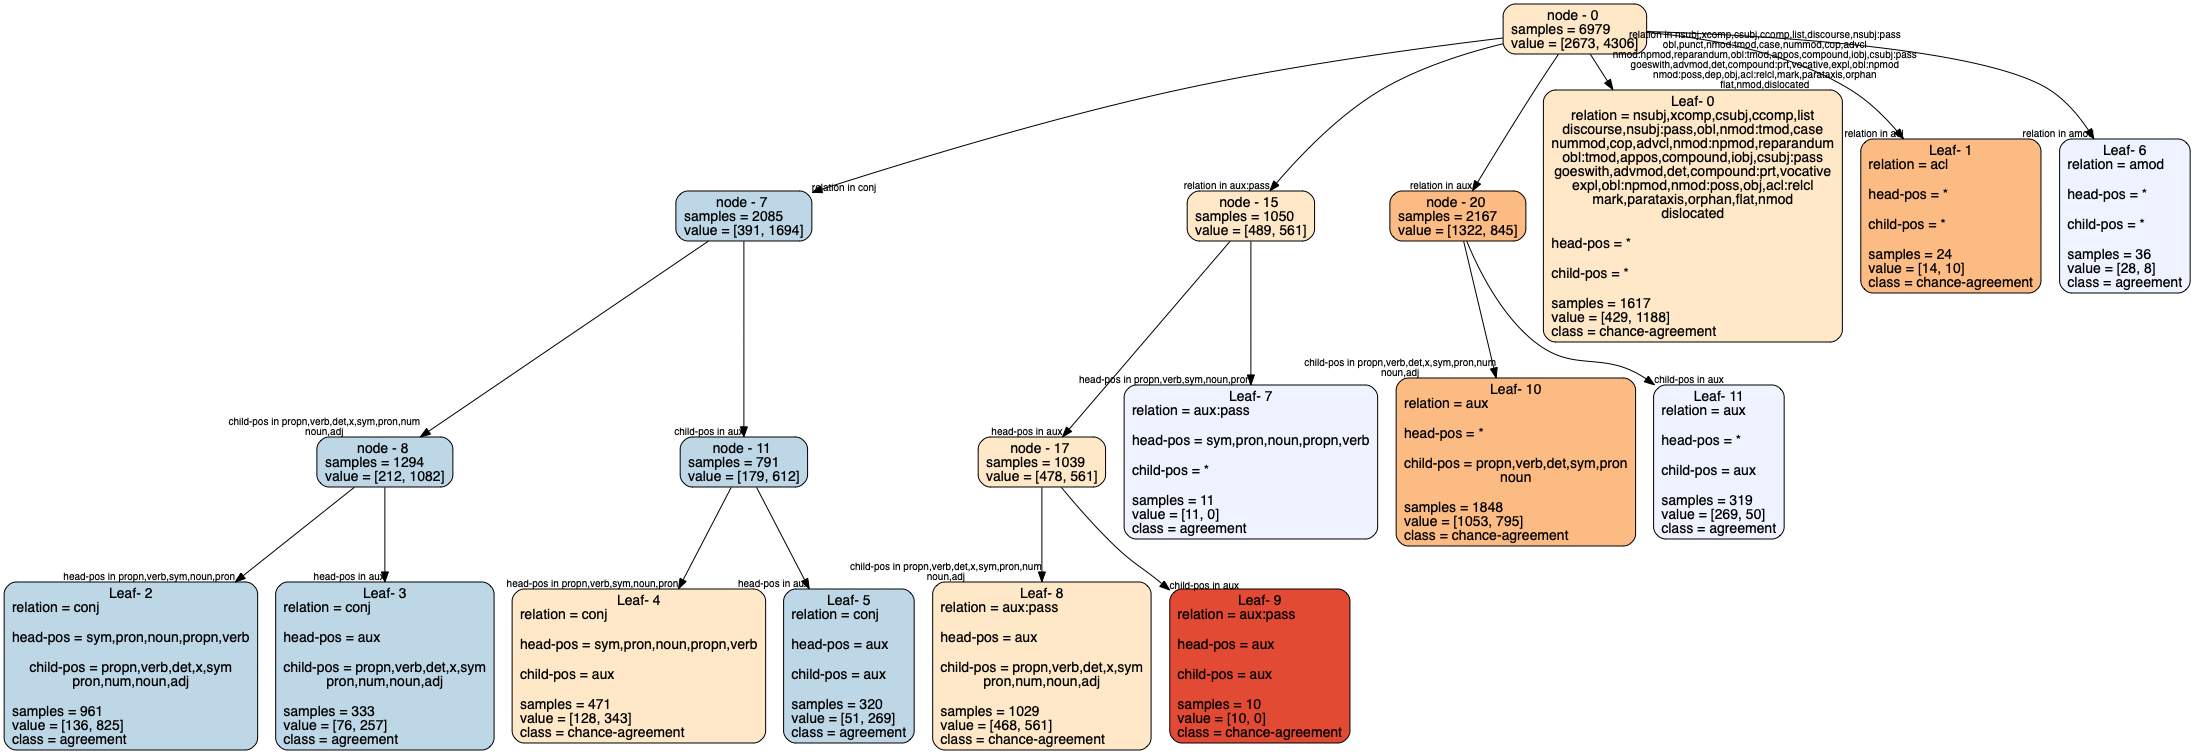 node - 0
samples = 6979
value = [2673, 4306]
relation in nsubj,xcomp,csubj,ccomp,list,discourse,nsubj:pass
obl,punct,nmod:tmod,case,nummod,cop,advcl
nmod:npmod,reparandum,obl:tmod,appos,compound,iobj,csubj:pass
goeswith,advmod,det,compound:prt,vocative,expl,obl:npmod
nmod:poss,dep,obj,acl:relcl,mark,parataxis,orphan
flat,nmod,dislocated
Leaf- 0
relation = nsubj,xcomp,csubj,ccomp,list
discourse,nsubj:pass,obl,nmod:tmod,case
nummod,cop,advcl,nmod:npmod,reparandum
obl:tmod,appos,compound,iobj,csubj:pass
goeswith,advmod,det,compound:prt,vocative
expl,obl:npmod,nmod:poss,obj,acl:relcl
mark,parataxis,orphan,flat,nmod
dislocated
head-pos = *
child-pos = *
samples = 1617
value = [429, 1188]
class = chance-agreement
relation in acl
Leaf- 1
relation = acl
head-pos = *
child-pos = *
samples = 24
value = [14, 10]
class = chance-agreement
relation in amod
Leaf- 6
relation = amod
head-pos = *
child-pos = *
samples = 36
value = [28, 8]
class = agreement
relation in conj
node - 7
samples = 2085
value = [391, 1694]
relation in aux:pass
node - 15
samples = 1050
value = [489, 561]
relation in aux
node - 20
samples = 2167
value = [1322, 845]
child-pos in propn,verb,det,x,sym,pron,num
noun,adj
node - 8
samples = 1294
value = [212, 1082]
child-pos in aux
node - 11
samples = 791
value = [179, 612]
head-pos in aux
node - 17
samples = 1039
value = [478, 561]
head-pos in propn,verb,sym,noun,pron
Leaf- 7
relation = aux:pass
head-pos = sym,pron,noun,propn,verb
child-pos = *
samples = 11
value = [11, 0]
class = agreement
child-pos in propn,verb,det,x,sym,pron,num
noun,adj
Leaf- 10
relation = aux
head-pos = *
child-pos = propn,verb,det,sym,pron
noun
samples = 1848
value = [1053, 795]
class = chance-agreement
child-pos in aux
Leaf- 11
relation = aux
head-pos = *
child-pos = aux
samples = 319
value = [269, 50]
class = agreement
head-pos in propn,verb,sym,noun,pron
Leaf- 2
relation = conj
head-pos = sym,pron,noun,propn,verb
child-pos = propn,verb,det,x,sym
pron,num,noun,adj
samples = 961
value = [136, 825]
class = agreement
head-pos in aux
Leaf- 3
relation = conj
head-pos = aux
child-pos = propn,verb,det,x,sym
pron,num,noun,adj
samples = 333
value = [76, 257]
class = agreement
head-pos in propn,verb,sym,noun,pron
Leaf- 4
relation = conj
head-pos = sym,pron,noun,propn,verb
child-pos = aux
samples = 471
value = [128, 343]
class = chance-agreement
head-pos in aux
Leaf- 5
relation = conj
head-pos = aux
child-pos = aux
samples = 320
value = [51, 269]
class = agreement
child-pos in propn,verb,det,x,sym,pron,num
noun,adj
Leaf- 8
relation = aux:pass
head-pos = aux
child-pos = propn,verb,det,x,sym
pron,num,noun,adj
samples = 1029
value = [468, 561]
class = chance-agreement
child-pos in aux
Leaf- 9
relation = aux:pass
head-pos = aux
child-pos = aux
samples = 10
value = [10, 0]
class = chance-agreement